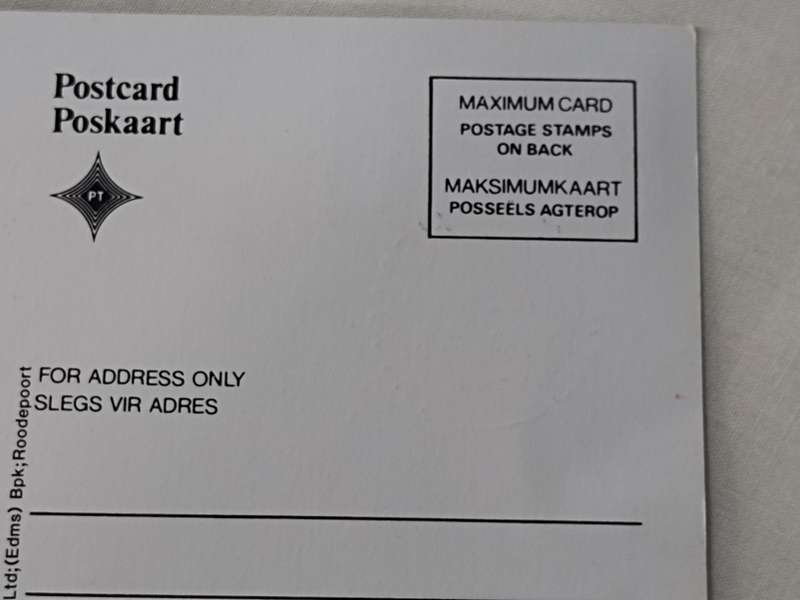 Postcard
Poskaart
PT
MAXIMUM CARD
POSTAGE STAMPS
ON BACK
MAKSIMUMKAART
POSSEËLS AGTEROP
FOR ADDRESS ONLY
SLEGS VIR ADRES
Ltd;(Edms) Bpk;Roodepoort